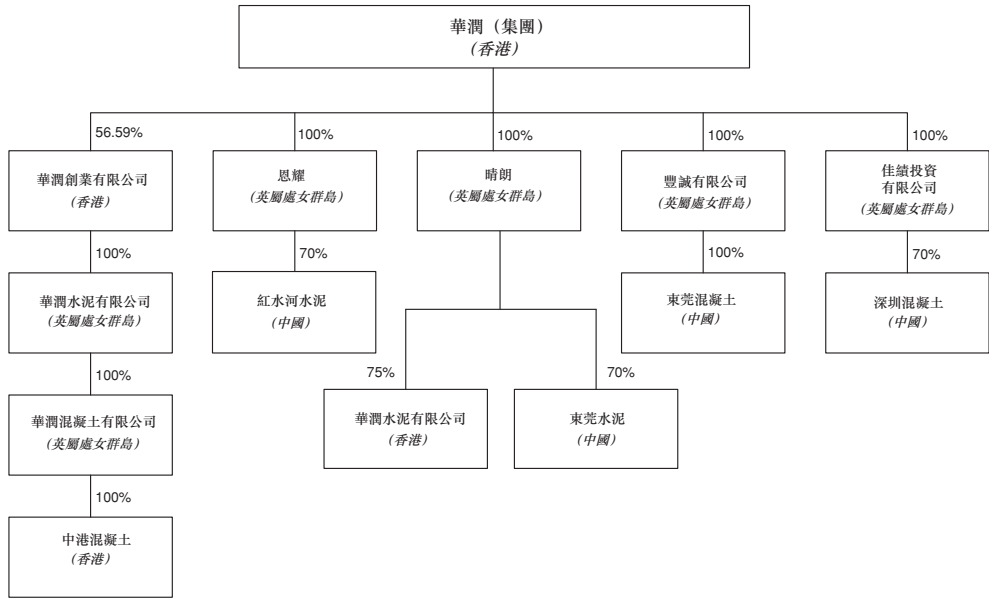 華潤（集團）
（香港）
56.59%
100%
100%
100%
100%
華潤創業有限公司
（香港）
恩耀
（英屬處女群島）
晴朗
（英屬處女群島）
豐誠有限公司
（英屬處女群島）
佳績投資
有限公司
（英屬處女群島）
100%
70%
100%
70%
華潤水泥有限公司
（英屬處女群島）
紅水河水泥
（中國）
東莞混凝土
（中國）
深圳混凝土
（中國）
100%
75%
70%
華潤混凝土有限公司
（英屬處女群島）
華潤水泥有限公司
（香港）
東莞水泥
（中國）
100%
中港混凝土
（香港）